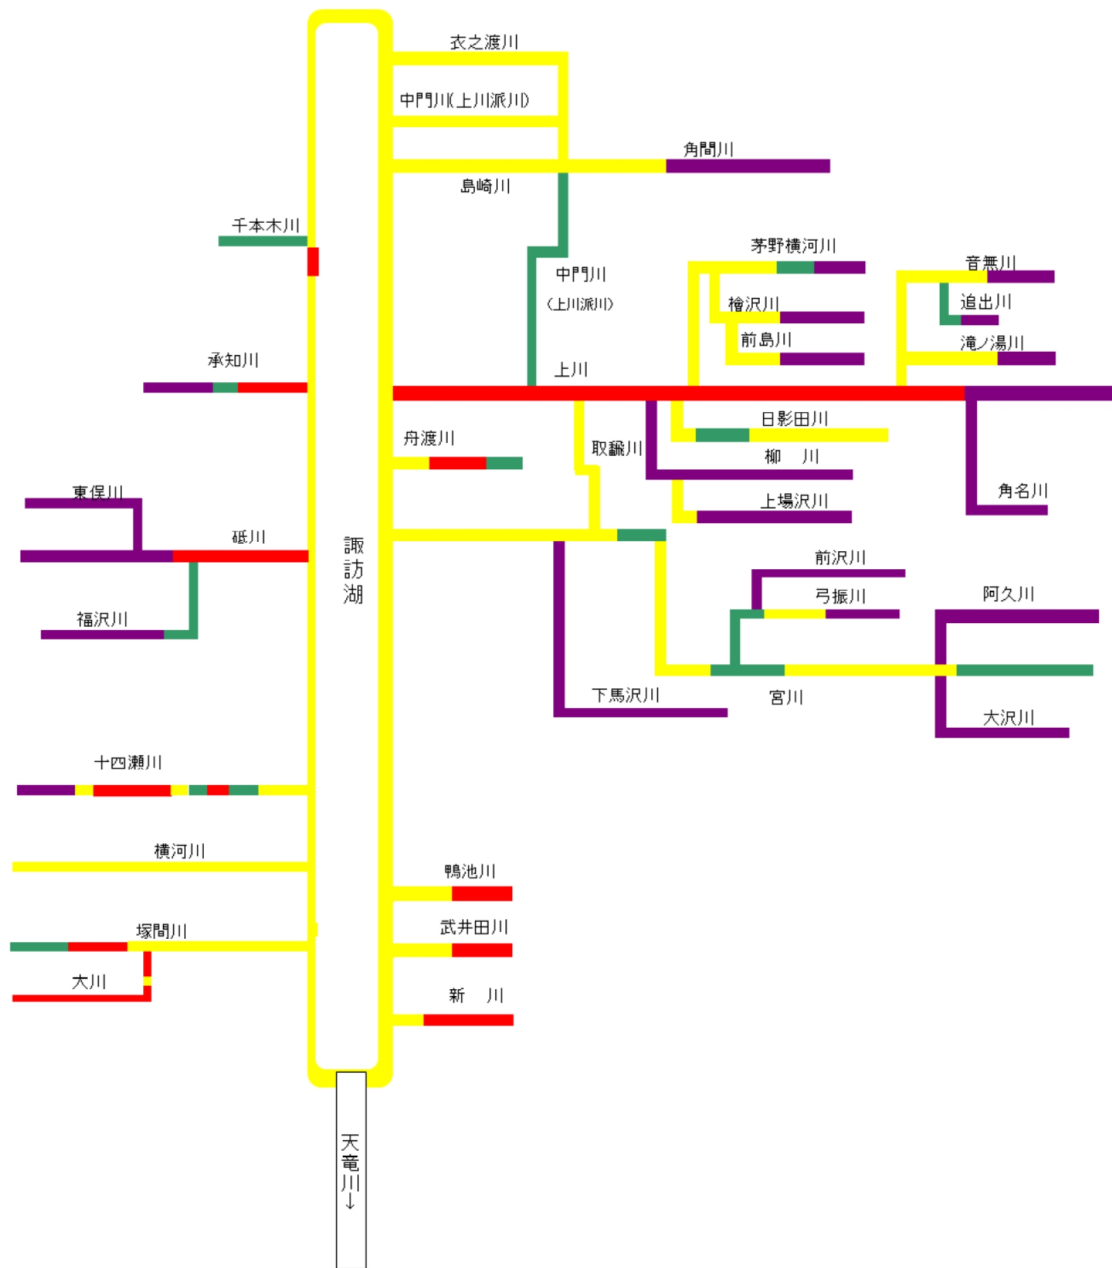 衣之渡川
中門川(上川派川)
角間川
島崎川
千本木川
茅野横河川
音無川
中門川
(上川派川)
檜沢川
追出川
前島川
滝ノ湯川
承知川
上川
日影田川
舟渡川
取飜川
柳 川
東俣川
角名川
上場沢川
砥川
諏訪湖
前沢川
弓振川
阿久川
福沢川
下馬沢川
宮川
大沢川
十四瀬川
横河川
鴨池川
武井田川
塚間川
大川
新 川
天竜川↓